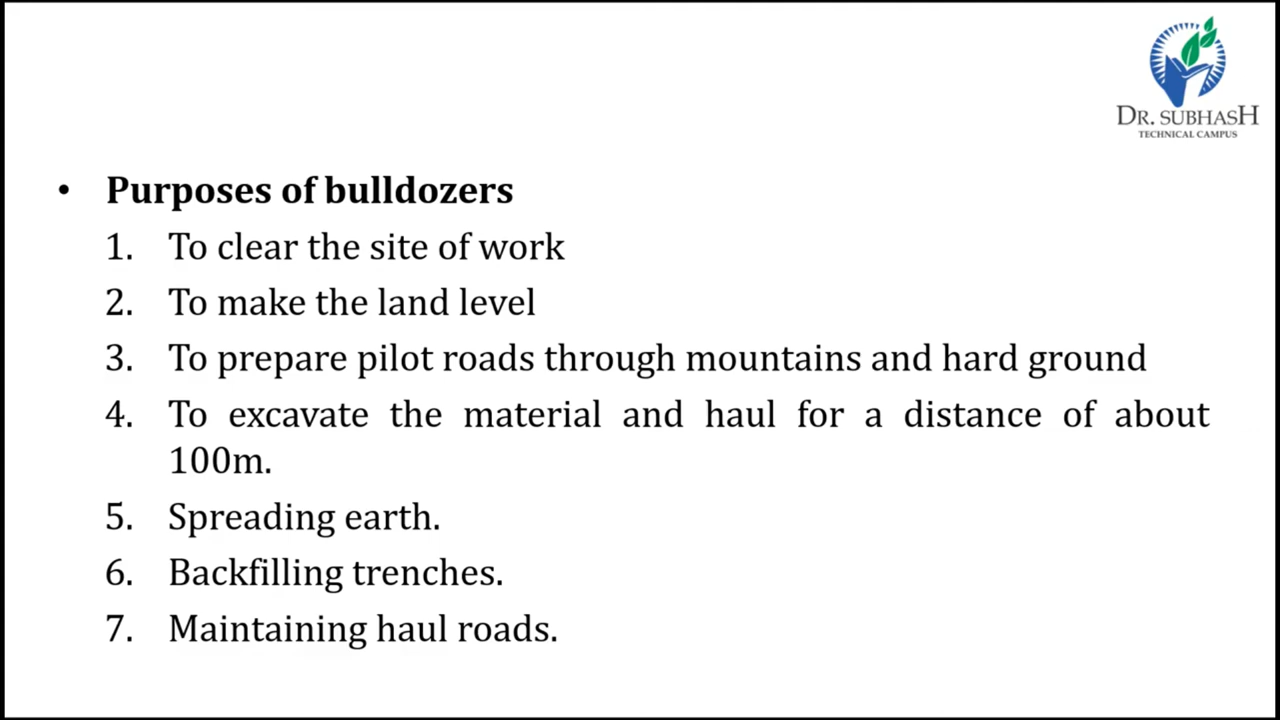 DR. SUBHASH
TECHNICAL CAMPUS
• Purposes of bulldozers
1. To clear the site of work
2. To make the land level
3. To prepare pilot roads through mountains and hard ground
4. To excavate the material and haul for a distance of about
100m.
5. Spreading earth.
6. Backfilling trenches.
7. Maintaining haul roads.